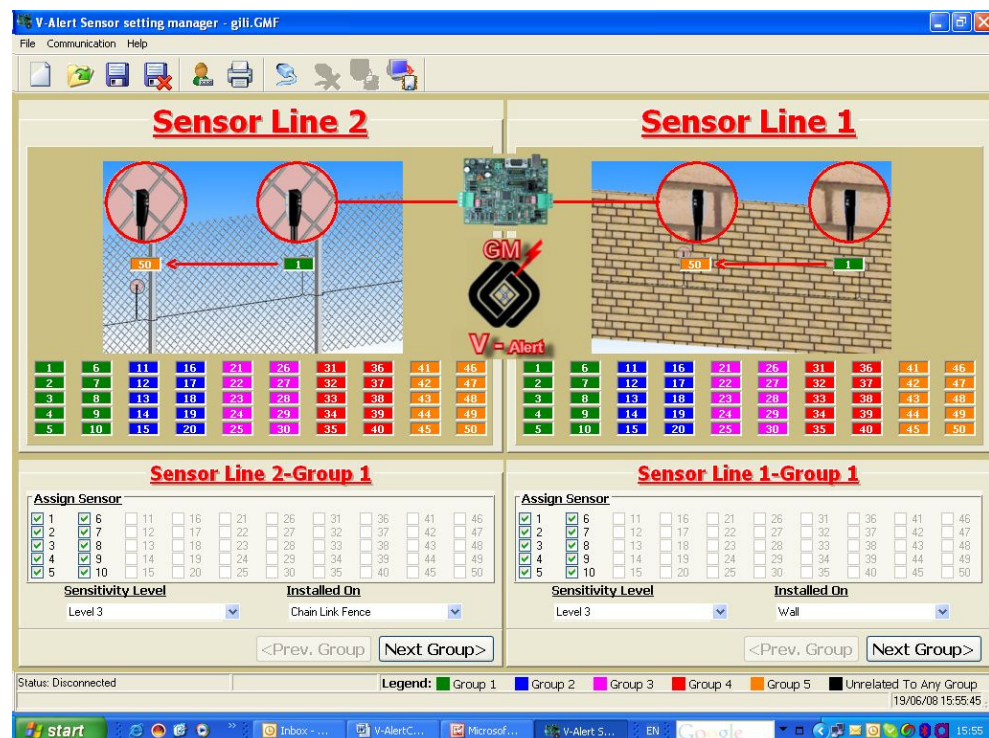 V-Alert Sensor setting manager - gili.GMF
File Communication Help
Sensor Line 2
Sensor Line 1
50 1
50 1
GM
V - Alert
1 6 11 16 21 26 31 36 41 46
2 7 12 17 22 27 32 37 42 47
3 8 13 18 23 28 33 38 43 48
4 9 14 19 24 29 34 39 44 49
5 10 15 20 25 30 35 40 45 50
1 6 11 16 21 26 31 36 41 46
2 7 12 17 22 27 32 37 42 47
3 8 13 18 23 28 33 38 43 48
4 9 14 19 24 29 34 39 44 49
5 10 15 20 25 30 35 40 45 50
Sensor Line 2-Group 1
Assign Sensor
1 6 11 16 21 26 31 36 41 46
2 7 12 17 22 27 32 37 42 47
3 8 13 18 23 28 33 38 43 48
4 9 14 19 24 29 34 39 44 49
5 10 15 20 25 30 35 40 45 50
Sensitivity Level Installed On
Level 3 Chain Link Fence
<Prev. Group Next Group>
Sensor Line 1-Group 1
Assign Sensor
1 6 11 16 21 26 31 36 41 46
2 7 12 17 22 27 32 37 42 47
3 8 13 18 23 28 33 38 43 48
4 9 14 19 24 29 34 39 44 49
5 10 15 20 25 30 35 40 45 50
Sensitivity Level Installed On
Level 3 Wall
<Prev. Group Next Group>
Status: Disconnected
Legend: Group 1 Group 2 Group 3 Group 4 Group 5 Unrelated To Any Group
19/06/08 15:55:45
start Inbox - ... V-AlertC... Microsof... V-Alert S... EN Google 15:55